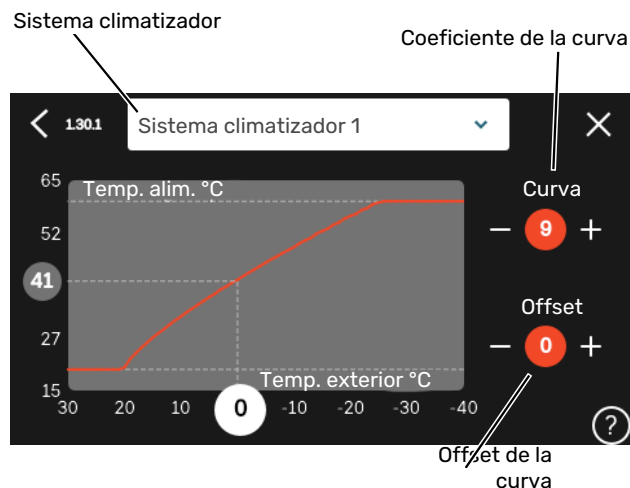 Sistema climatizador
Coeficiente de la curva
1.30.1
Sistema climatizador 1
65
Temp. alim. °C
Curva
52
9
41
Offset
27
0
Temp. exterior °C
15
30 20 10 0 -10 -20 -30 -40
?
Offset de la
curva